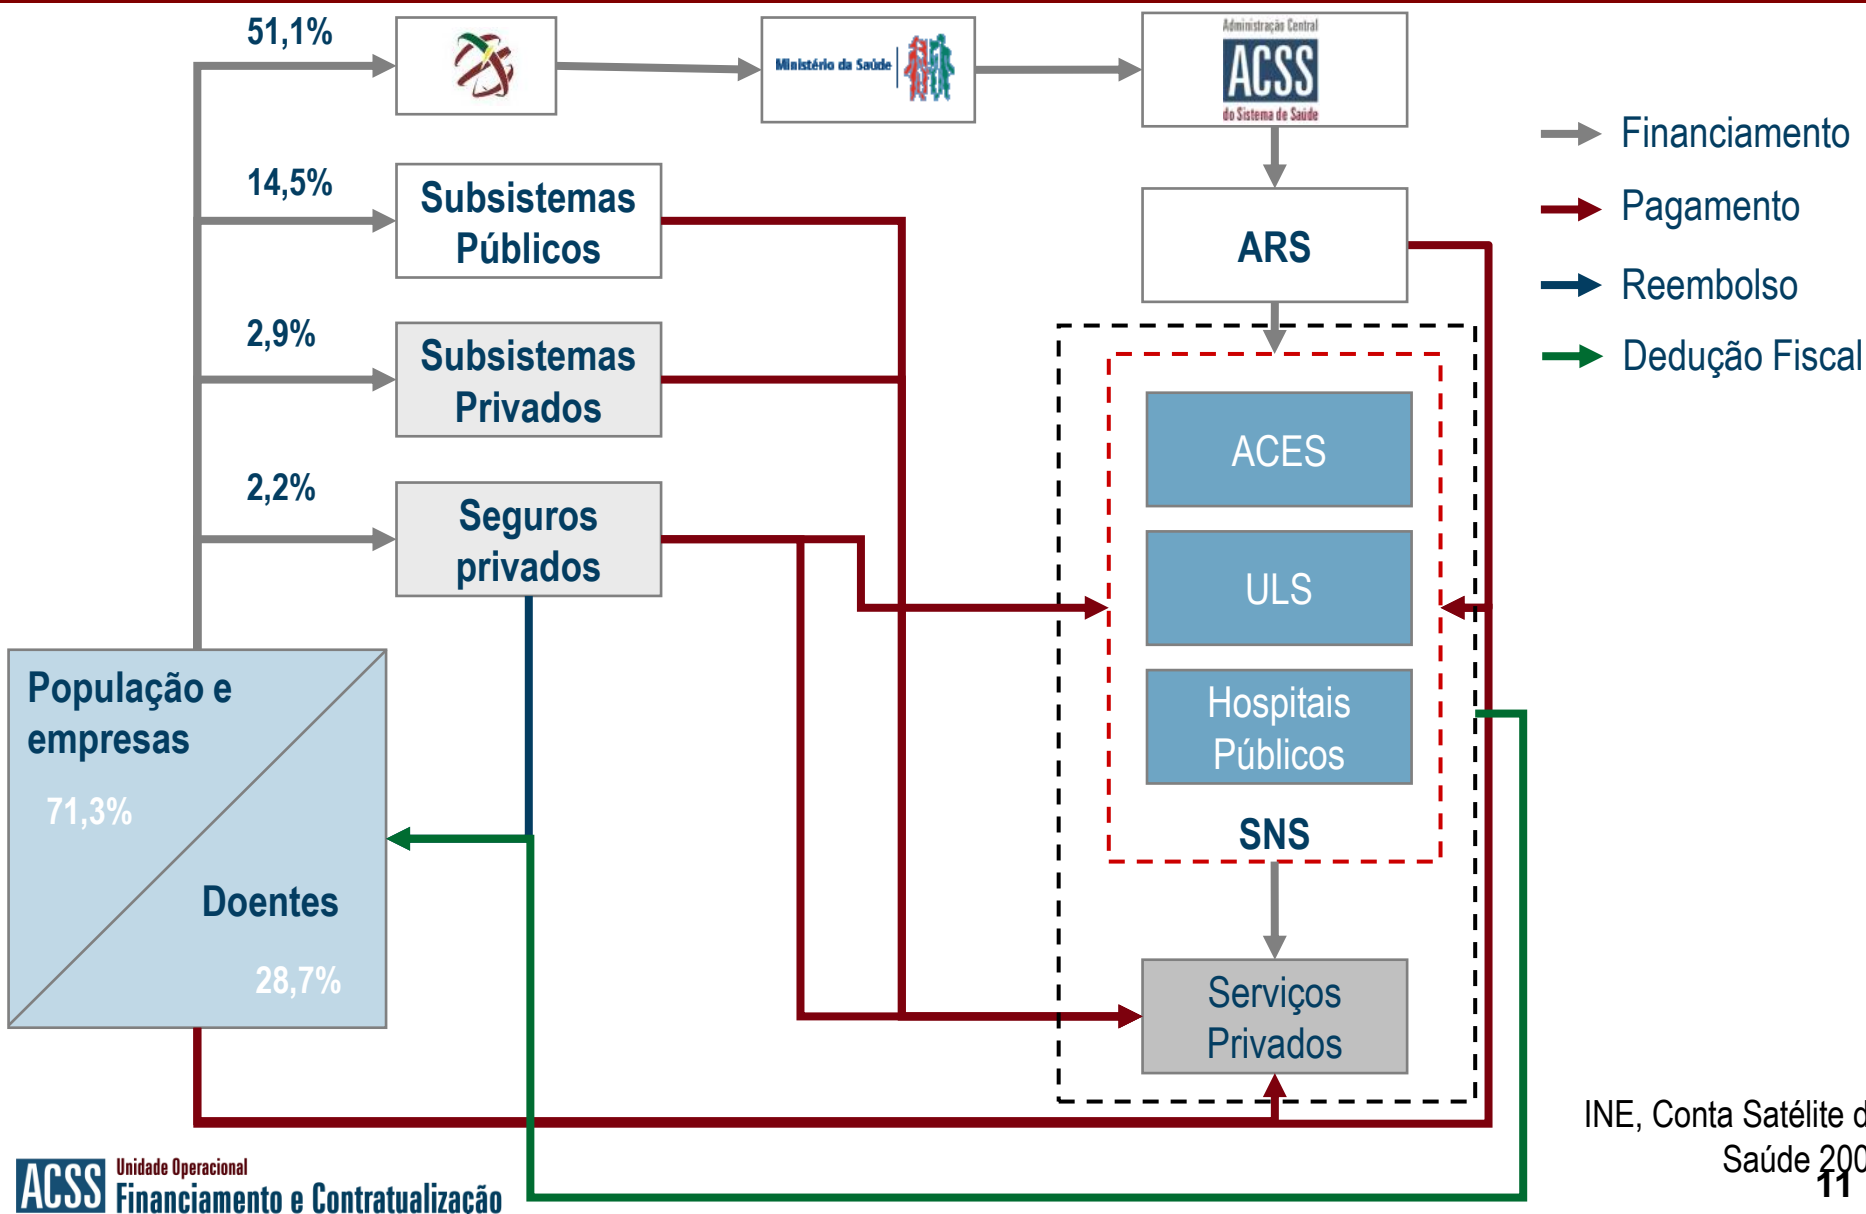 51,1%
Ministério da Saúde
Administração Central
ACSS
do Sistema de Saúde
Financiamento
14,5%
Subsistemas
Públicos
ARS
Pagamento
Reembolso
2,9%
Subsistemas
Privados
Dedução Fiscal
ACES
2,2%
Seguros
privados
ULS
População e
empresas
71,3%
Hospitais
Públicos
SNS
Doentes
28,7%
Serviços
Privados
INE, Conta Satélite d
Saúde 200
11
ACSS
Unidade Operacional
Financiamento e Contratualização